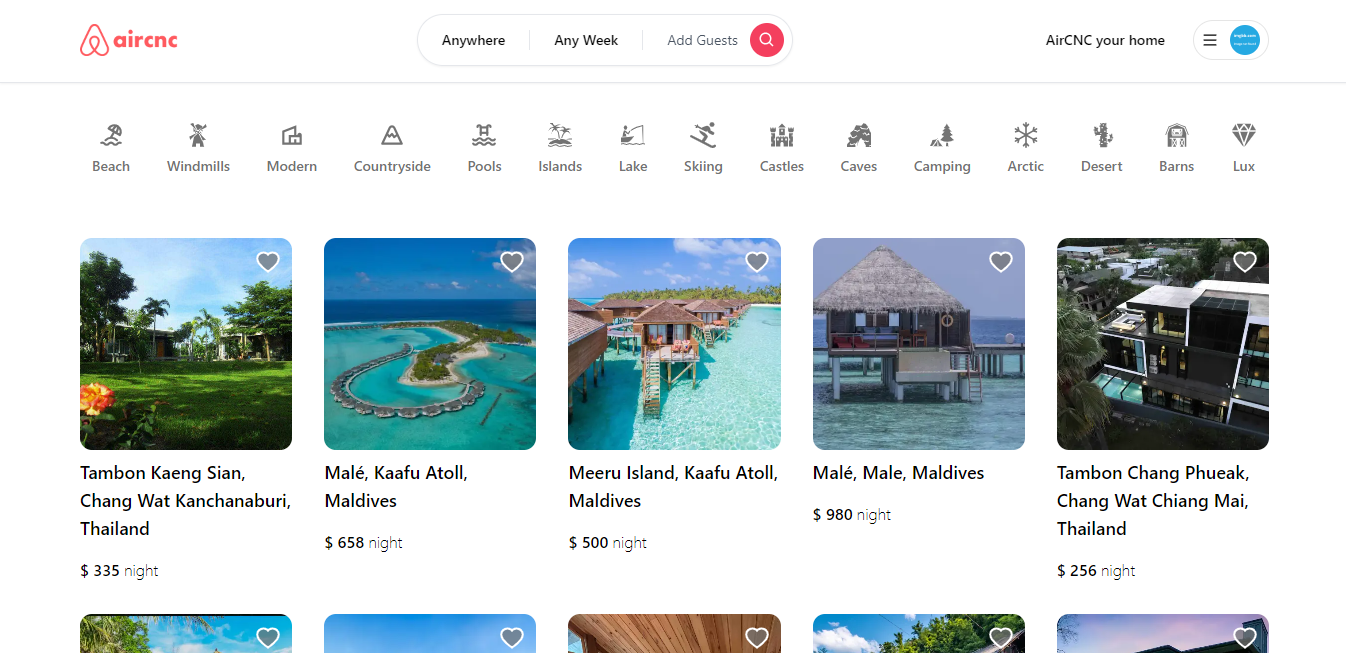 aircnc
Anywhere
Any Week
Add Guests
AirCNC your home
Beach
Windmills
Modern
Countryside
Pools
Islands
Lake
Skiing
Castles
Caves
Camping
Arctic
Desert
Barns
Lux
Tambon Kaeng Sian,
Chang Wat Kanchanaburi,
Thailand
$ 335 night
Malé, Kaafu Atoll,
Maldives
$ 658 night
Meeru Island, Kaafu Atoll,
Maldives
$ 500 night
Malé, Male, Maldives
$ 980 night
Tambon Chang Phueak,
Chang Wat Chiang Mai,
Thailand
$ 256 night